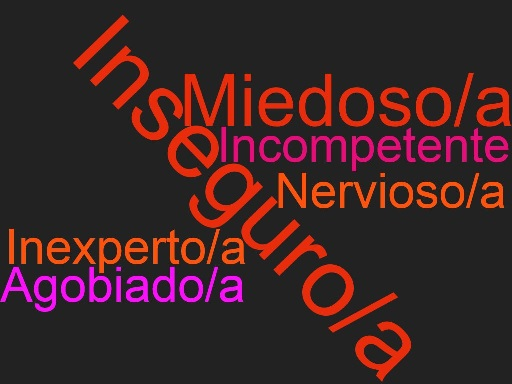 Inseguro/a
Miedoso/a
Incompetente
Nervioso/a
Inexperto/a
Agobiado/a